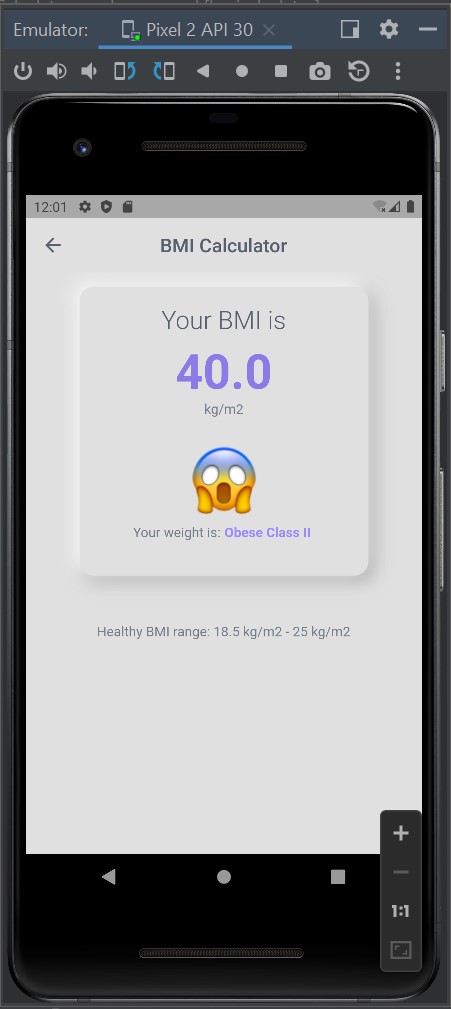 Emulator: Pixel 2 API 30
12:01
BMI Calculator
Your BMI is
40.0
kg/m2
Your weight is: Obese Class II
Healthy BMI range: 18.5 kg/m2 - 25 kg/m2
1:1